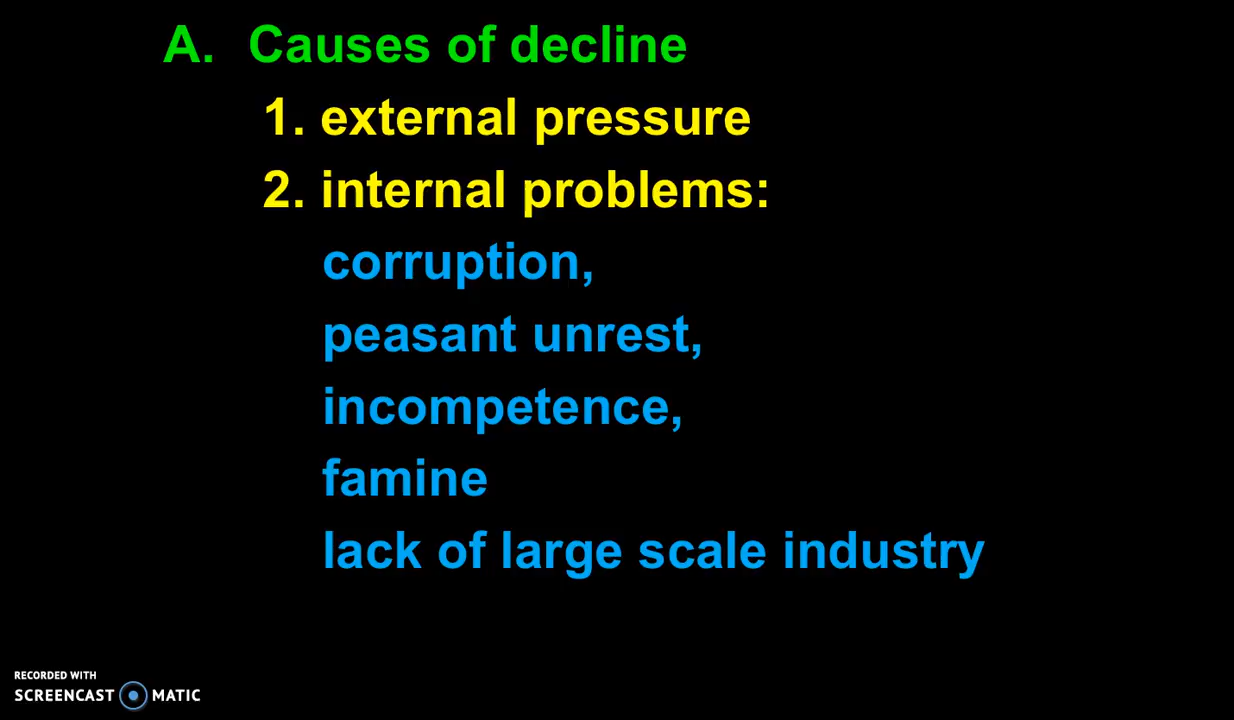 A. Causes of decline
1. external pressure
2. internal problems:
corruption,
peasant unrest,
incompetence,
famine
lack of large scale industry
RECORDED WITH
SCREENCAST MATIC